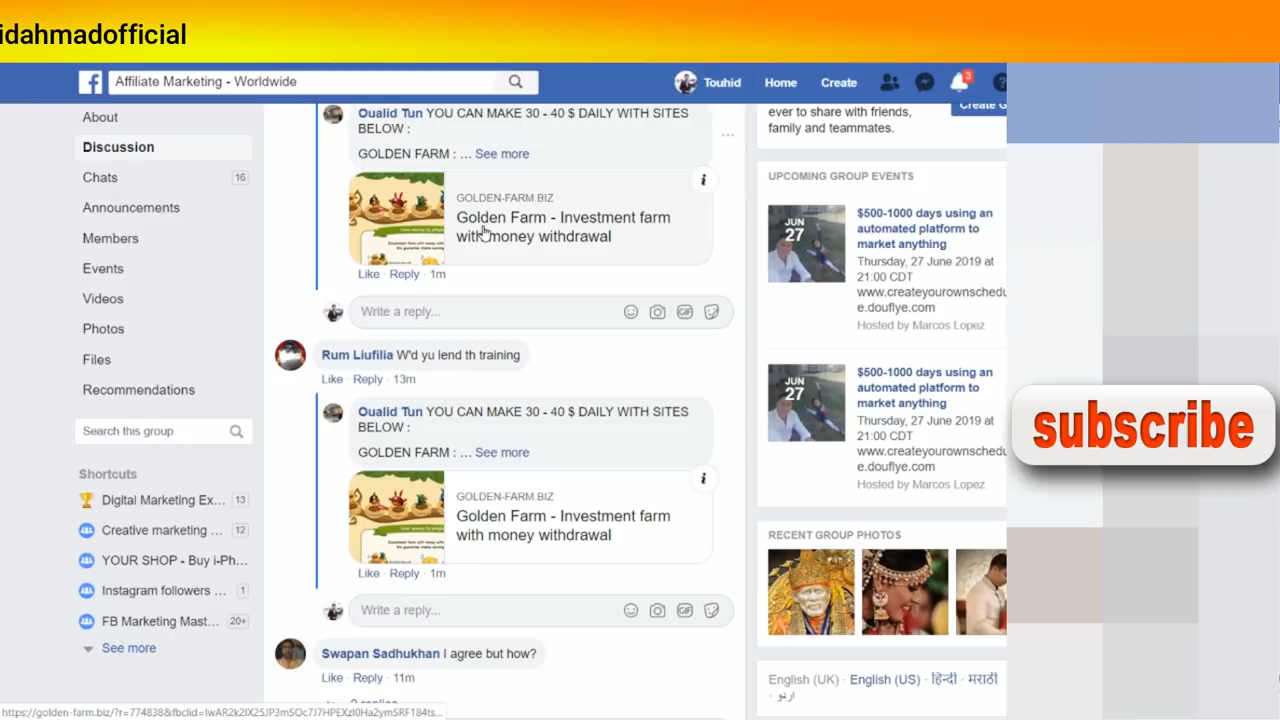 idahmadofficial
Affiliate Marketing - Worldwide
Touhid
Home
Create
3
About
Discussion
Chats
16
Announcements
Members
Events
Videos
Photos
Files
Recommendations
Search this group
Shortcuts
Digital Marketing Ex...
13
Creative marketing ...
12
YOUR SHOP - Buy i-Ph...
Instagram followers ...
1
FB Marketing Mast...
20+
See more
Oualid Tun YOU CAN MAKE 30 - 40 $ DAILY WITH SITES
BELOW :
GOLDEN FARM : ... See more
GOLDEN-FARM.BIZ
Golden Farm - Investment farm
with money withdrawal
Like · Reply · 1m
Write a reply...
GIF
Rum Liufilia W'd yu lend th training
Like · Reply · 13m
Oualid Tun YOU CAN MAKE 30 - 40 $ DAILY WITH SITES
BELOW :
GOLDEN FARM : ... See more
GOLDEN-FARM.BIZ
Golden Farm - Investment farm
with money withdrawal
Like · Reply · 1m
Write a reply...
GIF
Swapan Sadhukhan I agree but how?
Like · Reply · 11m
ever to share with friends,
family and teammates.
Create G
UPCOMING GROUP EVENTS
JUN
27
$500-1000 days using an
automated platform to
market anything
Thursday, 27 June 2019 at
21:00 CDT
www.createyourownschedu
e.douflye.com
Hosted by Marcos Lopez
JUN
27
$500-1000 days using an
automated platform to
market anything
Thursday, 27 June 2019 at
21:00 CDT
www.createyourownschedu
e.douflye.com
Hosted by Marcos Lopez
RECENT GROUP PHOTOS
English (UK) · English (US) · हिन्दी · मराठी
· اردو
subscribe